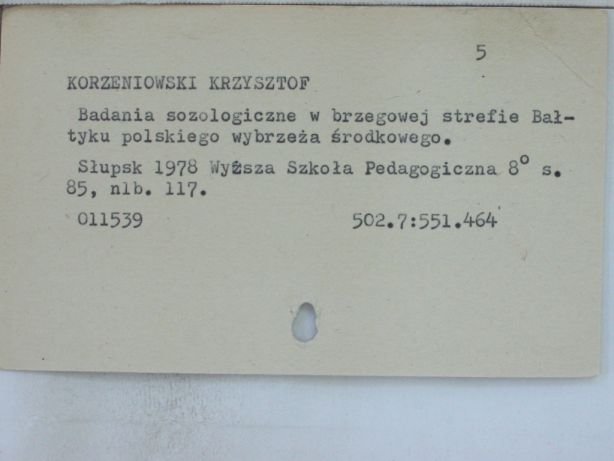 5
KORZENIOWSKI KRZYSZTOF
Badania sozologiczne w brzegowej strefie Bał-
tyku polskiego wybrzeża środkowego.
Słupsk 1978 Wyższa Szkoła Pedagogiczna 8° s.
85, nlb. 117.
011539 502.7:551.464